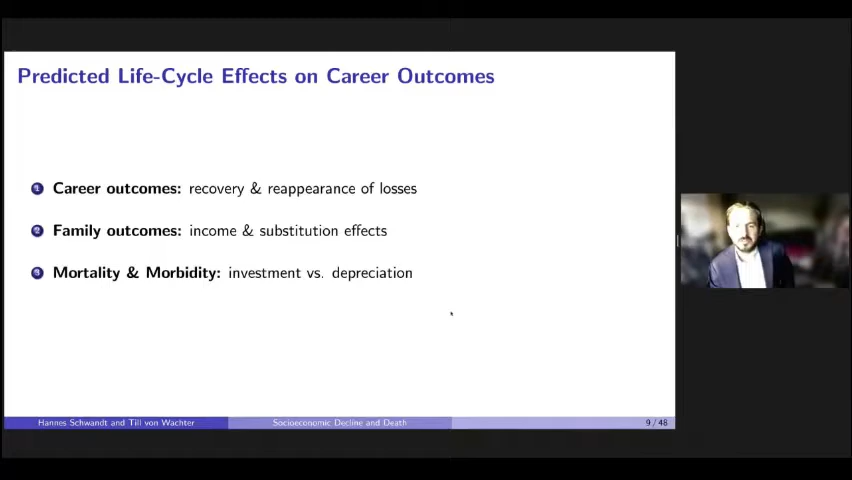 Predicted Life-Cycle Effects on Career Outcomes
1 Career outcomes: recovery & reappearance of losses
2 Family outcomes: income & substitution effects
3 Mortality & Morbidity: investment vs. depreciation
Hannes Schwandt and Till von Wachter Socioeconomic Decline and Death 9 / 48